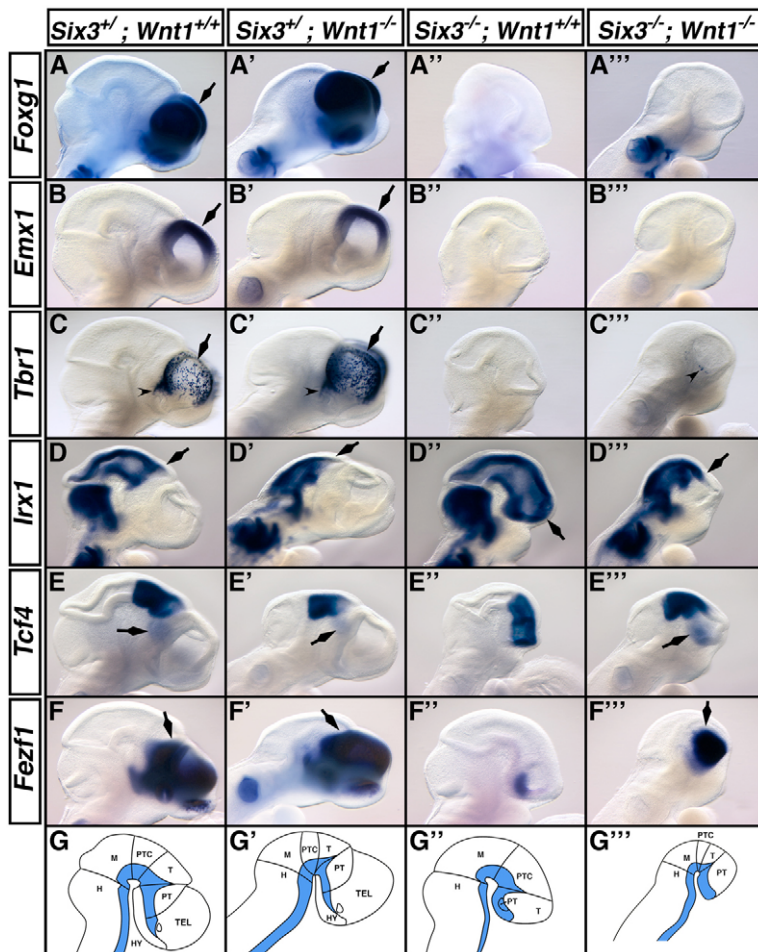 Six3+/ ; Wnt1+/+ Six3+/ ; Wnt1-/- Six3-/- ; Wnt1+/+ Six3-/- ; Wnt1-/-
Foxg1 A A' A'' A'''
Emx1 B B' B'' B'''
Tbr1 C C' C'' C'''
Irx1 D D' D'' D'''
Tcf4 E E' E'' E'''
Fezf1 F F' F'' F'''
G G' G'' G'''
M PTC T H PT TEL HY
M PTC T H PT TEL HY
M PTC H PT T
PTC M T H PT